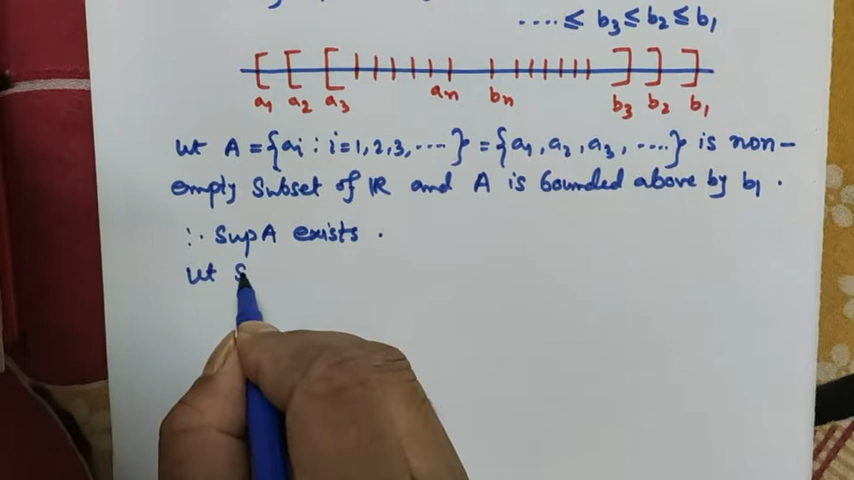 .... ≤ b₃ ≤ b₂ ≤ b₁
a₁ a₂ a₃ aₙ bₙ b₃ b₂ b₁
Let A = {aᵢ : i=1,2,3, ....} = {a₁, a₂, a₃, ....} is non-
empty Subset of ℝ and A is bounded above by b₁ .
∴ SupA exists .
Let S